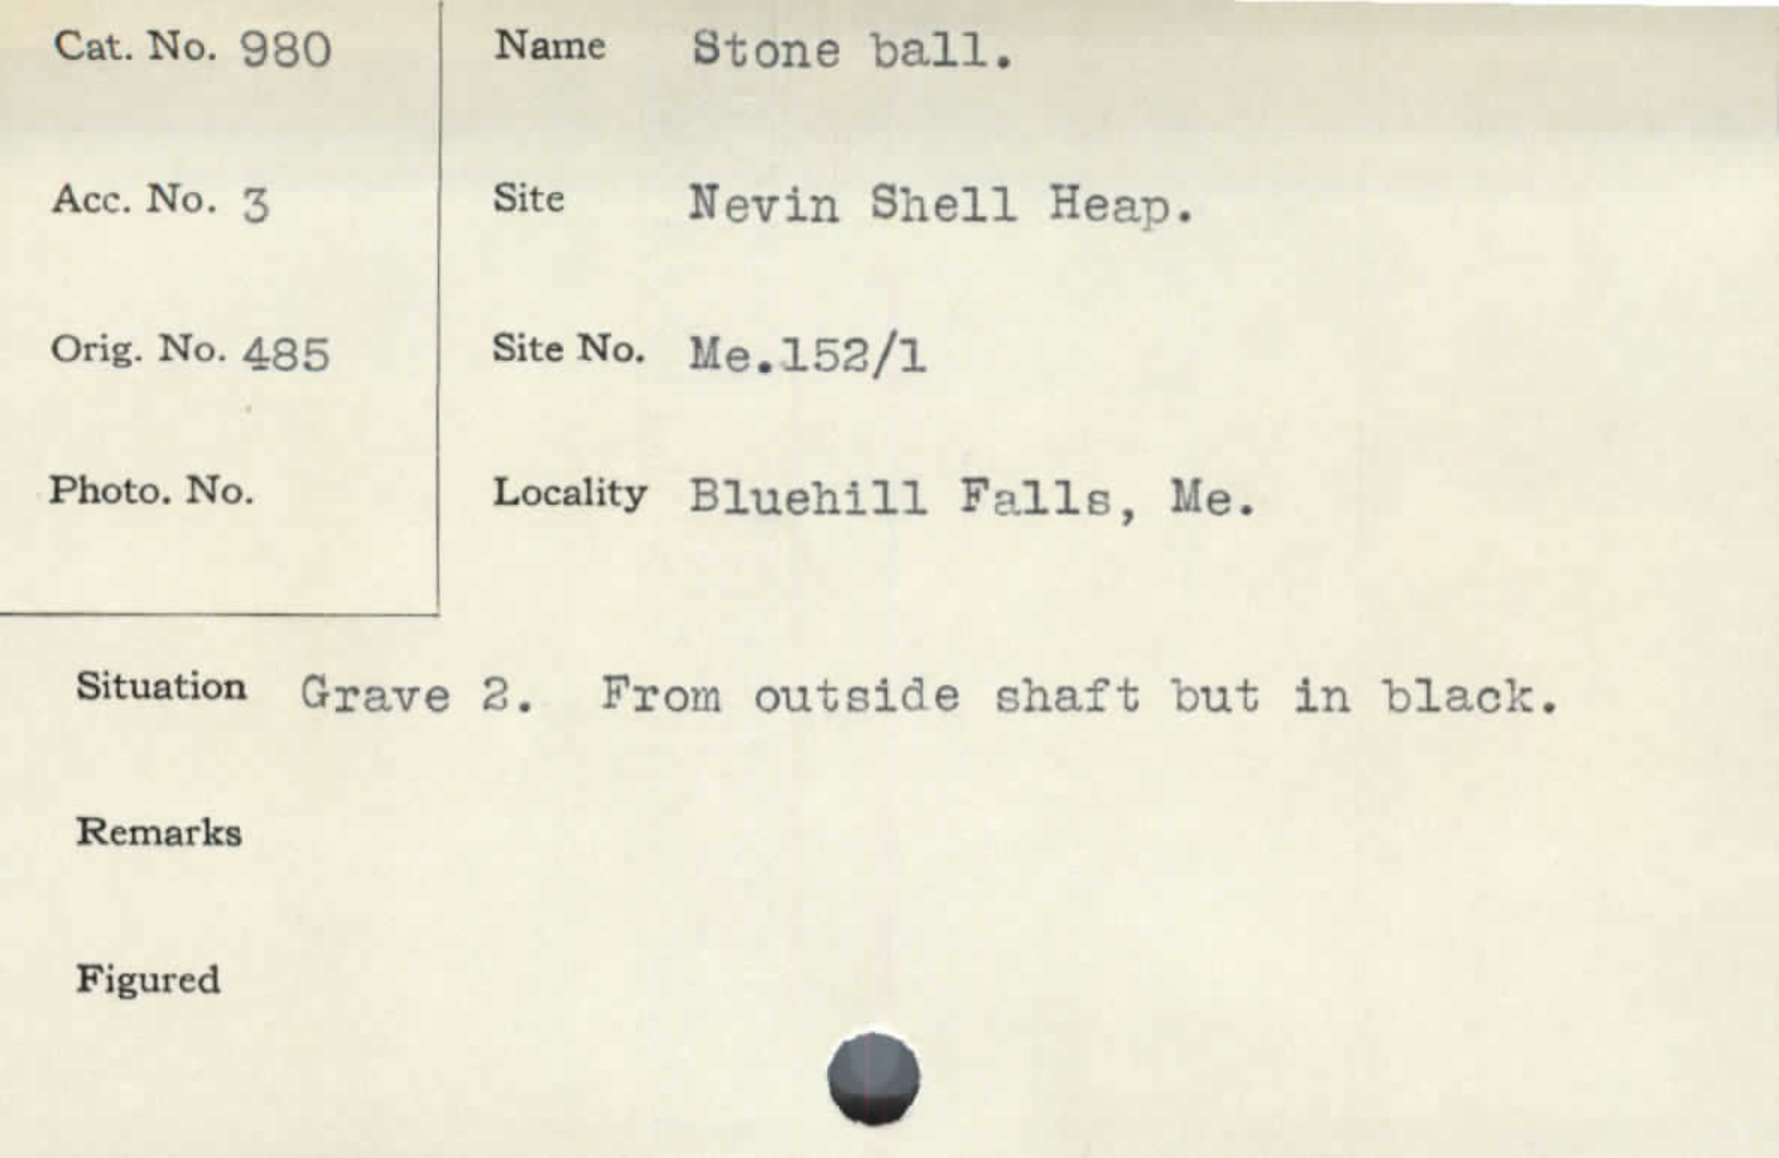 Cat. No. 980
Name Stone ball.
Acc. No. 3
Site Nevin Shell Heap.
Orig. No. 485
Site No. Me.152/1
Photo. No.
Locality Bluehill Falls, Me.
Situation Grave 2. From outside shaft but in black.
Remarks
Figured